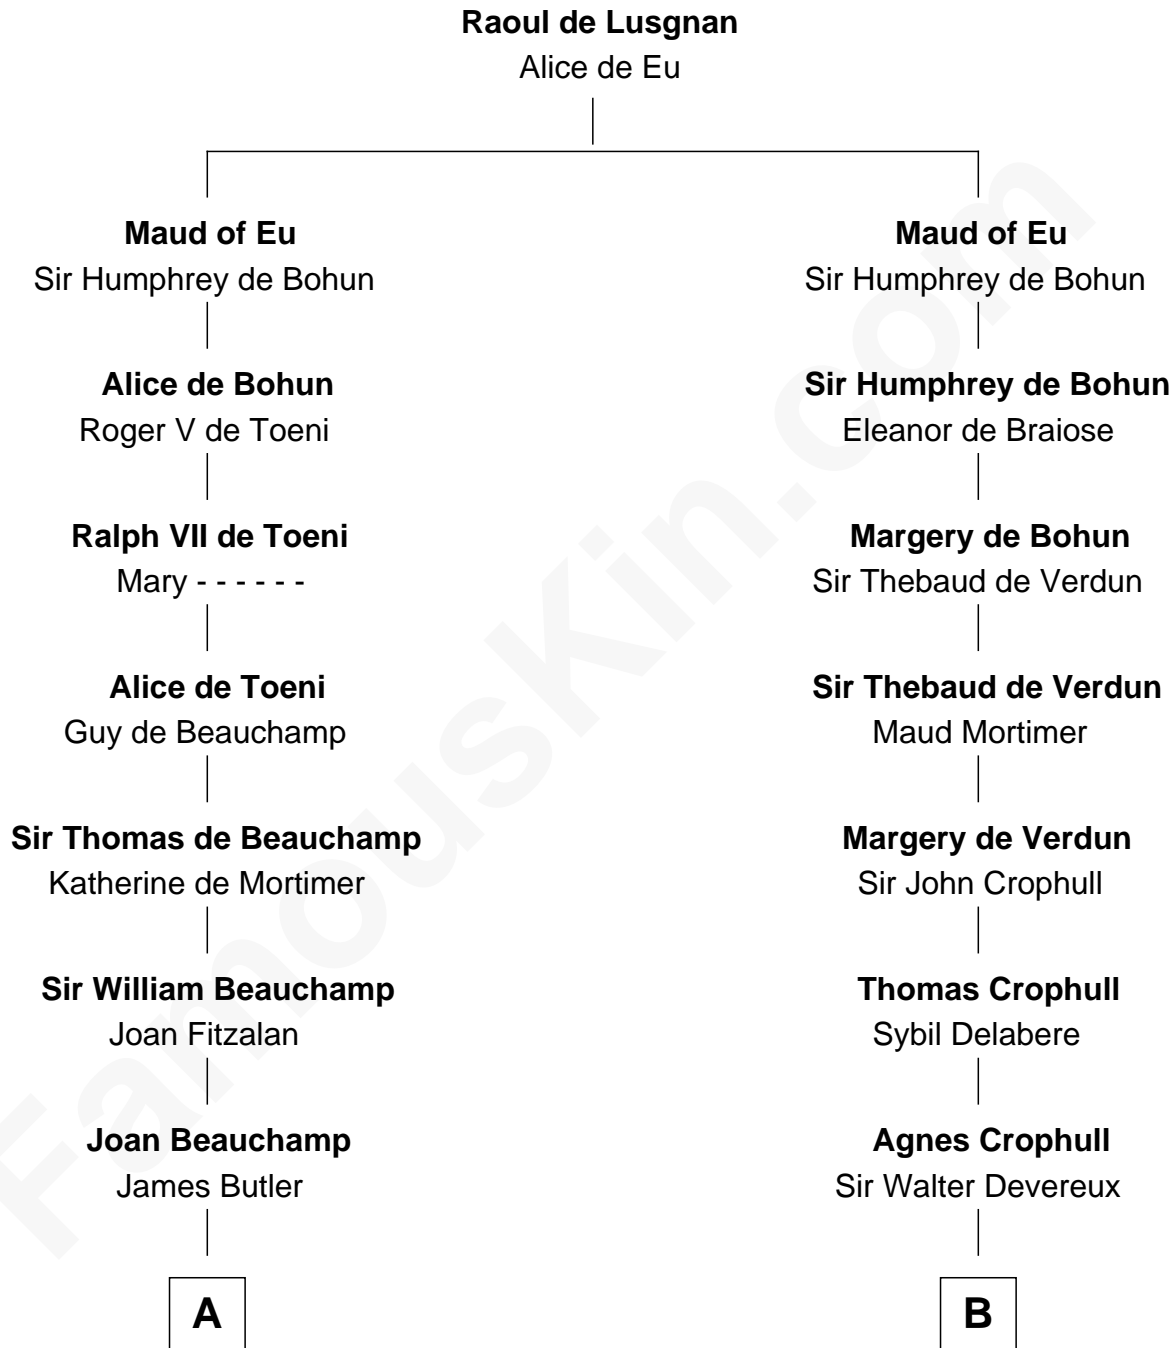 Raoul de Lusgnan
Alice de Eu
Maud of Eu
Sir Humphrey de Bohun
Alice de Bohun
Roger V de Toeni
Ralph VII de Toeni
Mary - - - - - -
Alice de Toeni
Guy de Beauchamp
Sir Thomas de Beauchamp
Katherine de Mortimer
Sir William Beauchamp
Joan Fitzalan
Joan Beauchamp
James Butler
A
Maud of Eu
Sir Humphrey de Bohun
Sir Humphrey de Bohun
Eleanor de Braiose
Margery de Bohun
Sir Thebaud de Verdun
Sir Thebaud de Verdun
Maud Mortimer
Margery de Verdun
Sir John Crophull
Thomas Crophull
Sybil Delabere
Agnes Crophull
Sir Walter Devereux
B
FamousKin.com